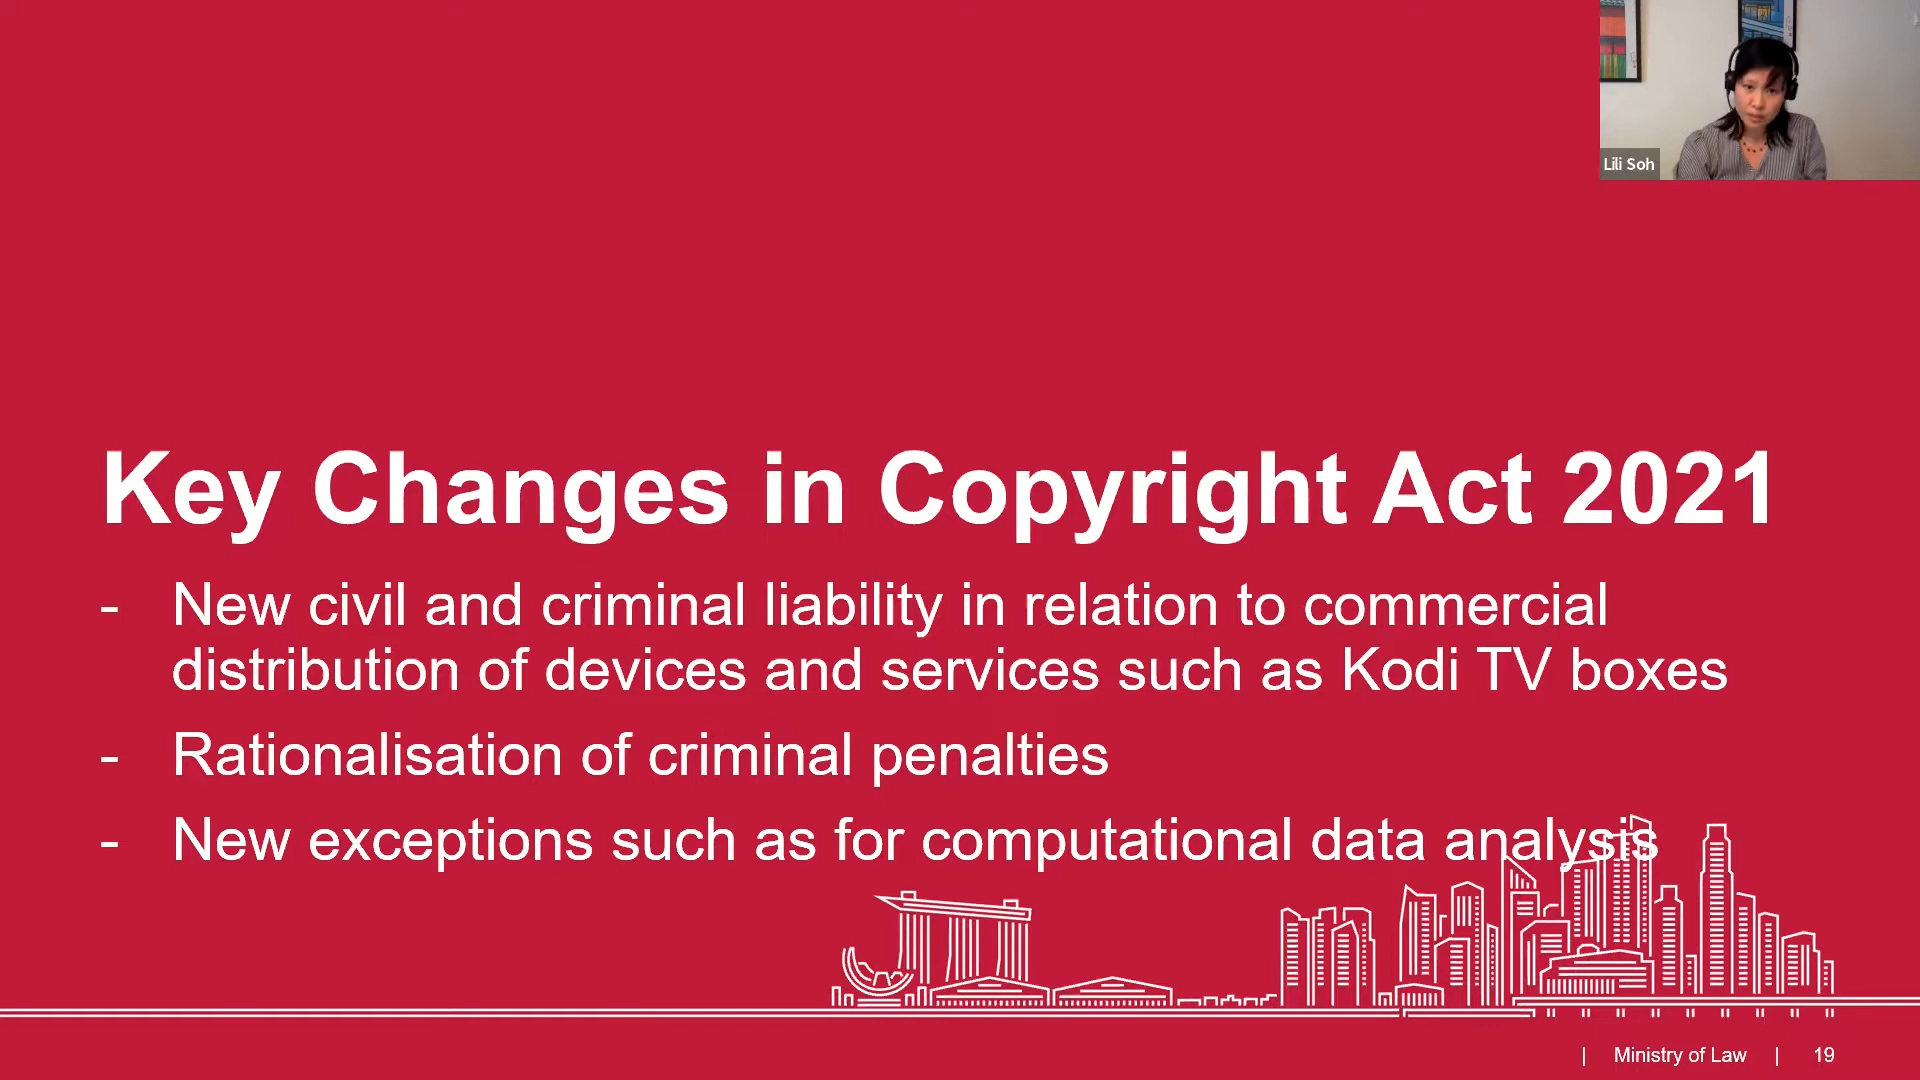 Lili Soh
Key Changes in Copyright Act 2021
- New civil and criminal liability in relation to commercial
distribution of devices and services such as Kodi TV boxes
- Rationalisation of criminal penalties
- New exceptions such as for computational data analysis
| Ministry of Law | 19